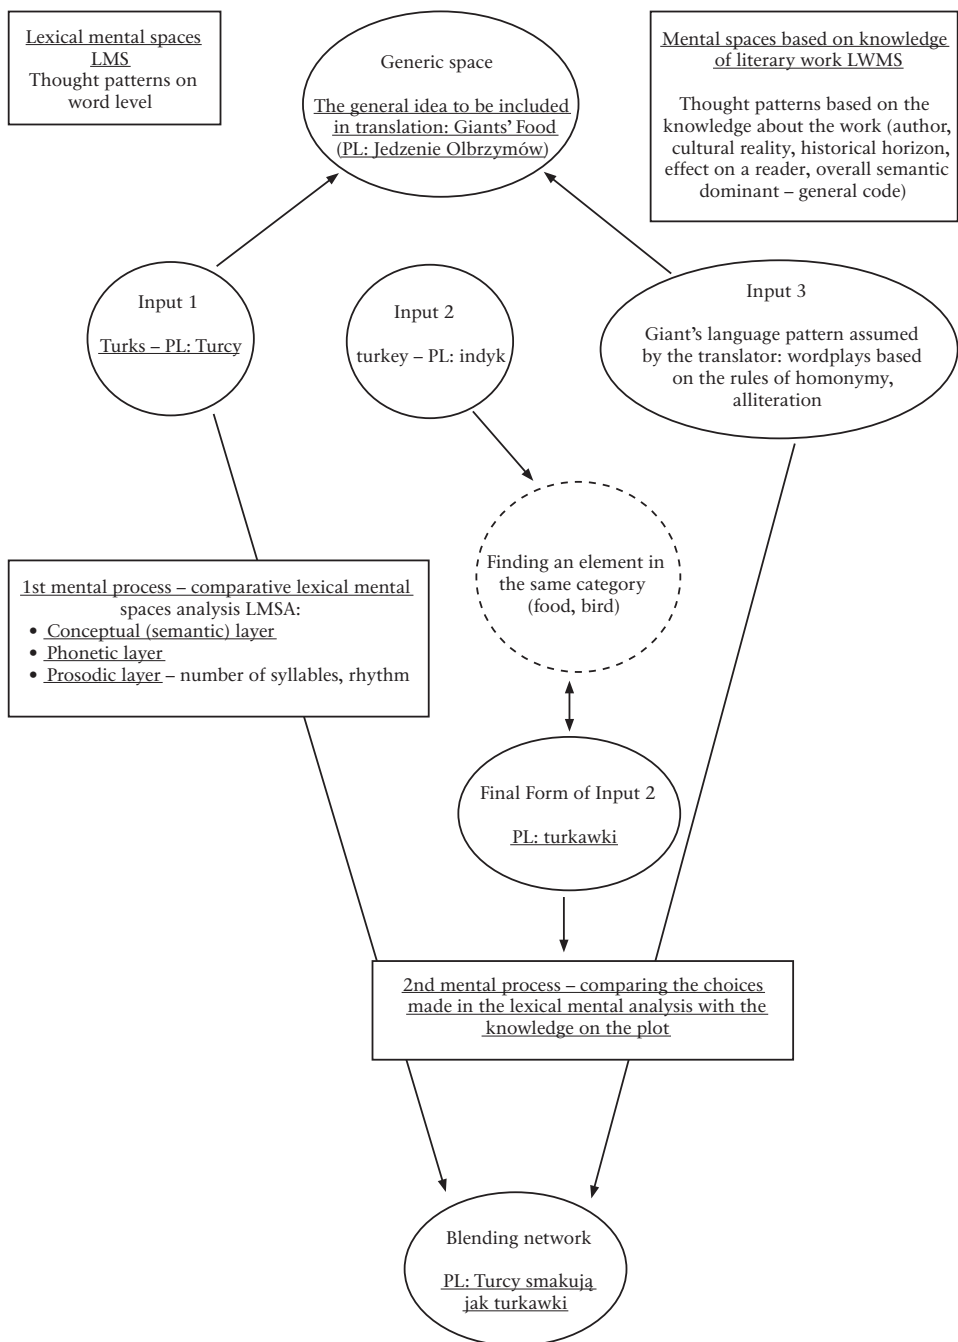 Lexical mental spaces
LMS
Thought patterns on
word level
Generic space
The general idea to be included
in translation: Giants' Food
(PL: Jedzenie Olbrzymów)
Mental spaces based on knowledge
of literary work LWMS
Thought patterns based on the
knowledge about the work (author,
cultural reality, historical horizon,
effect on a reader, overall semantic
dominant – general code)
Input 1
Turks – PL: Turcy
Input 2
turkey – PL: indyk
Input 3
Giant's language pattern assumed
by the translator: wordplays based
on the rules of homonymy,
alliteration
Finding an element in
the same category
(food, bird)
1st mental process – comparative lexical mental
spaces analysis LMSA:
• Conceptual (semantic) layer
• Phonetic layer
• Prosodic layer – number of syllables, rhythm
Final Form of Input 2
PL: turkawki
2nd mental process – comparing the choices
made in the lexical mental analysis with the
knowledge on the plot
Blending network
PL: Turcy smakują
jak turkawki